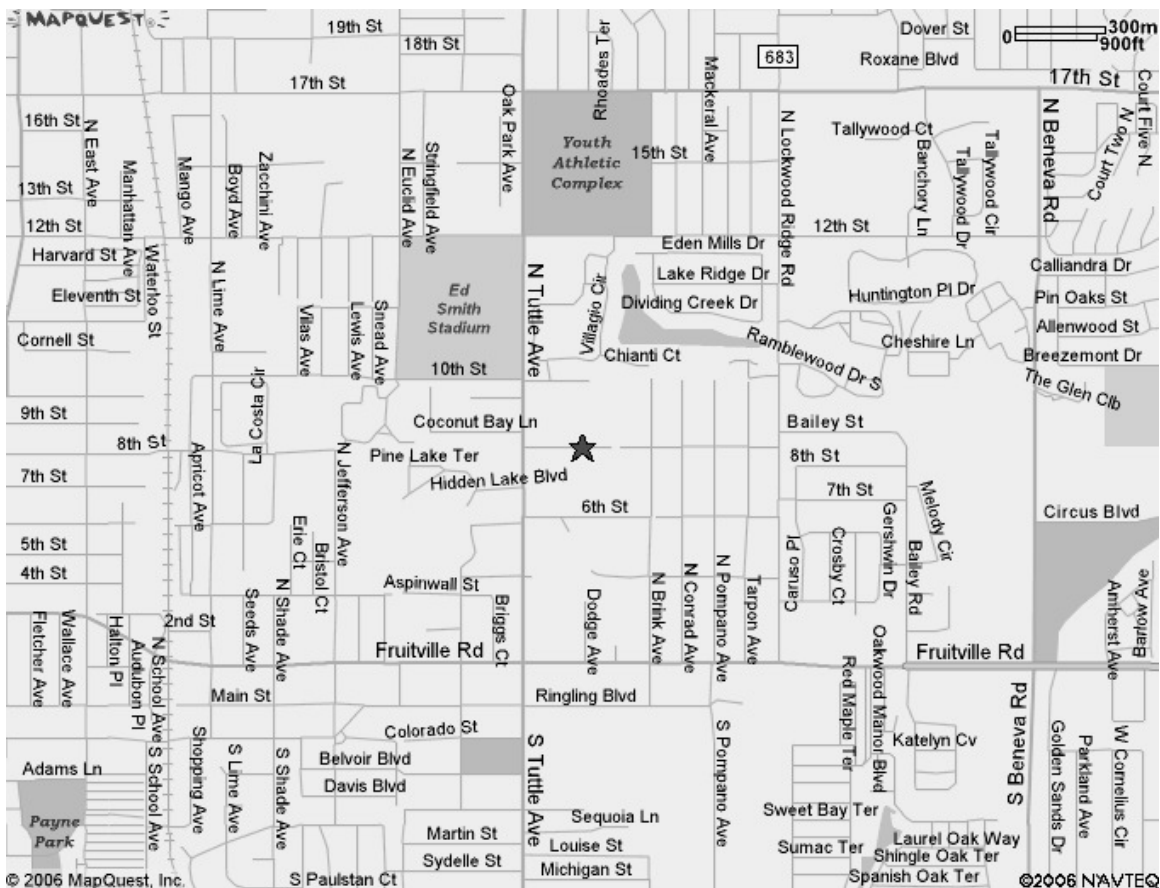 MAPQUEST
19th St
18th St
17th St
Rhoades Ter
683
Dover St
Roxane Blvd
0
300m
900ft
17th St
Court Five N
16th St
N East Ave
Manhattan Ave
Mango Ave
Boyd Ave
Zacchini Ave
N Euclid Ave
Stringfield Ave
Oak Park Ave
Youth
Athletic
Complex
15th St
Mackeral Ave
N Lockwood Ridge Rd
Tallywood Ct
Banchory Ln
Tallywood Dr
Tallywood Cir
N Beneva Rd
Court Two N
13th St
12th St
12th St
Harvard St
Eleventh St
Waterloo St
N Lime Ave
Vilas Ave
Lewis Ave
Snead Ave
Ed
Smith
Stadium
N Tuttle Ave
Villagio Cir
Eden Mills Dr
Lake Ridge Dr
Dividing Creek Dr
Huntington Pl Dr
Calliandra Dr
Pin Oaks St
Allenwood St
Cornell St
Chianti Ct
Ramblewood Dr S
Cheshire Ln
Breezemont Dr
The Glen Clb
10th St
La Costa Cir
9th St
8th St
Coconut Bay Ln
Bailey St
Apricot Ave
N Jefferson Ave
Pine Lake Ter
8th St
7th St
Hidden Lake Blvd
7th St
Melody Cir
6th St
Circus Blvd
5th St
Erie Ct
Bristol Ct
Caruso Pl
Crosby Ct
Gershwin Dr
Bailey Rd
4th St
Aspinwall St
Fletcher Ave
Wallace Ave
Halton Pl
Audubon Pl
N School Ave
2nd St
Seeds Ave
N Shade Ave
Briggs Ct
Dodge Ave
N Brink Ave
N Conrad Ave
N Pompano Ave
Tarpon Ave
Amherst Ave
Barlow Ave
Fruitville Rd
Fruitville Rd
Main St
Ringling Blvd
Red Maple Ter
Oakwood Manor Blvd
S Beneva Rd
Colorado St
Katelyn Cv
Adams Ln
S School Ave
Shopping Ave
S Lime Ave
S Shade Ave
Belvoir Blvd
Davis Blvd
S Tuttle Ave
S Pompano Ave
Golden Sands Dr
Parkland Ave
W Cornelius Cir
Payne
Park
Martin St
Sydelle St
Sequoia Ln
Louise St
Michigan St
Sweet Bay Ter
Sumac Ter
Laurel Oak Way
Shingle Oak Ter
Spanish Oak Ter
S Paulstan Ct
© 2006 MapQuest, Inc.
©2006 NAVTEQ